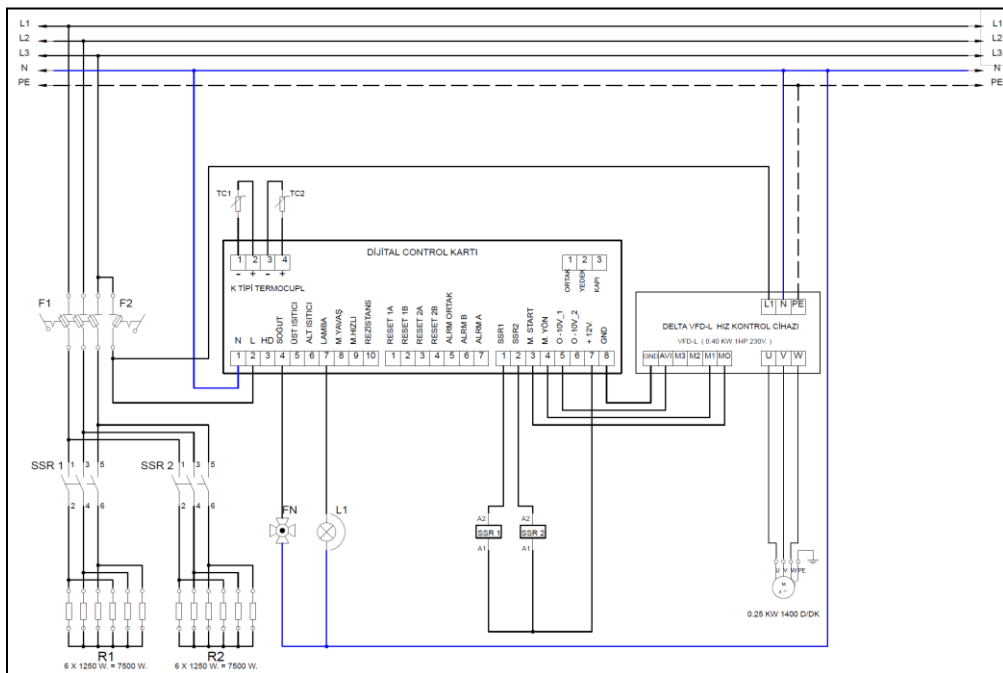 L1 L1
L2 L2
L3 L3
N N
PE PE
TC1 TC2
1 2 3 4
- + - +
K TİPİ TERMOCUPL
DİJİTAL CONTROL KARTI
1 2 3
ORTAK
YEDEK
KAPI
N
L
HD
SOĞUT
ÜST ISITICI
ALT ISITICI
LAMBA
M.YAVAŞ
M.HIZLI
REZİSTANS
1 2 3 4 5 6 7 8 9 10
RESET 1A
RESET 1B
RESET 2A
RESET 2B
ALRM ORTAK
ALRM B
ALRM A
1 2 3 4 5 6 7
SSR1
SSR2
M. START
M. YÖN
O -10V_1
O -10V_2
+ 12V.
GND
1 2 3 4 5 6 7 8
L1 N PE
DELTA VFD-L HIZ KONTROL CİHAZI
VFD-L ( 0.40 KW 1HP 230V. )
GND AVI M3 M2 M1 MO
U V W
F1 F2
SSR 1 1 3 5
2 4 6
SSR 2 1 3 5
2 4 6
FN L1
A2 A2
SSR 1 SSR 2
A1 A1
U V W PE
M
0.25 KW 1400 D/DK
R1
6 X 1250 W. = 7500 W.
R2
6 X 1250 W. = 7500 W.